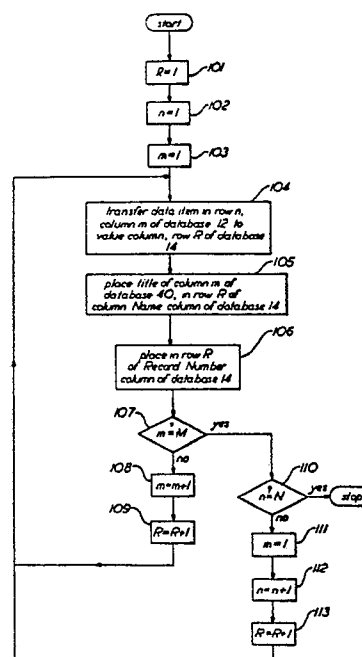 start
R=1
101
n=1
102
m=1
103
104
transfer data item in row n,
column m of database 12 to
value column, row R of database
14
105
place title of column m of
database 40, in row R of
column Name column of database 14
106
place in row R
of Record Number
column of database 14
107
?
m=M
yes
no
108
m=m+1
109
R=R+1
110
?
n=N
yes
stop
no
111
m=1
112
n=n+1
113
R=R+1